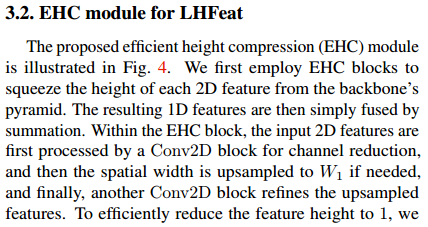 3.2. EHC module for LHFeat
The proposed efficient height compression (EHC) module
is illustrated in Fig. 4. We first employ EHC blocks to
squeeze the height of each 2D feature from the backbone's
pyramid. The resulting 1D features are then simply fused by
summation. Within the EHC block, the input 2D features are
first processed by a Conv2D block for channel reduction,
and then the spatial width is upsampled to W₁ if needed,
and finally, another Conv2D block refines the upsampled
features. To efficiently reduce the feature height to 1, we